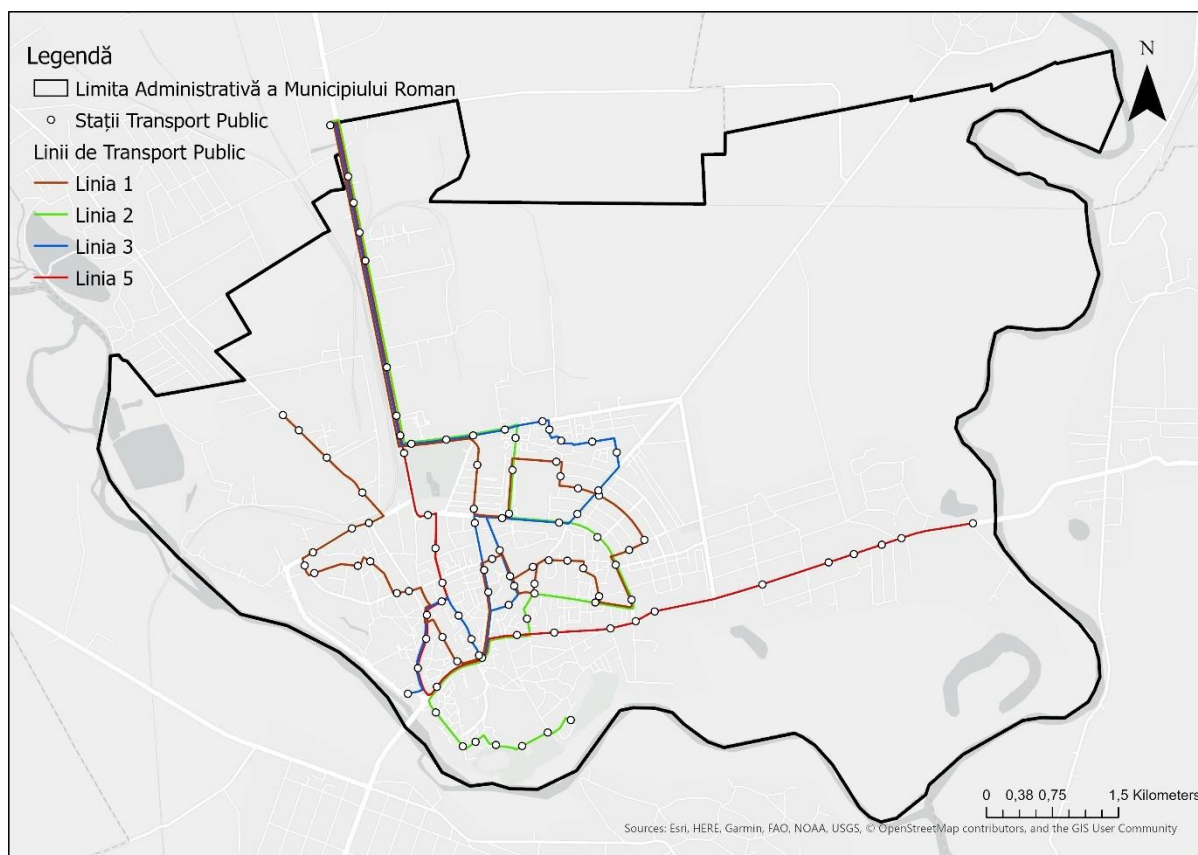 Legendă
Limita Administrativă a Municipiului Roman
Stații Transport Public
Linii de Transport Public
Linia 1
Linia 2
Linia 3
Linia 5
N
0 0,38 0,75 1,5 Kilometers
Sources: Esri, HERE, Garmin, FAO, NOAA, USGS, © OpenStreetMap contributors, and the GIS User Community